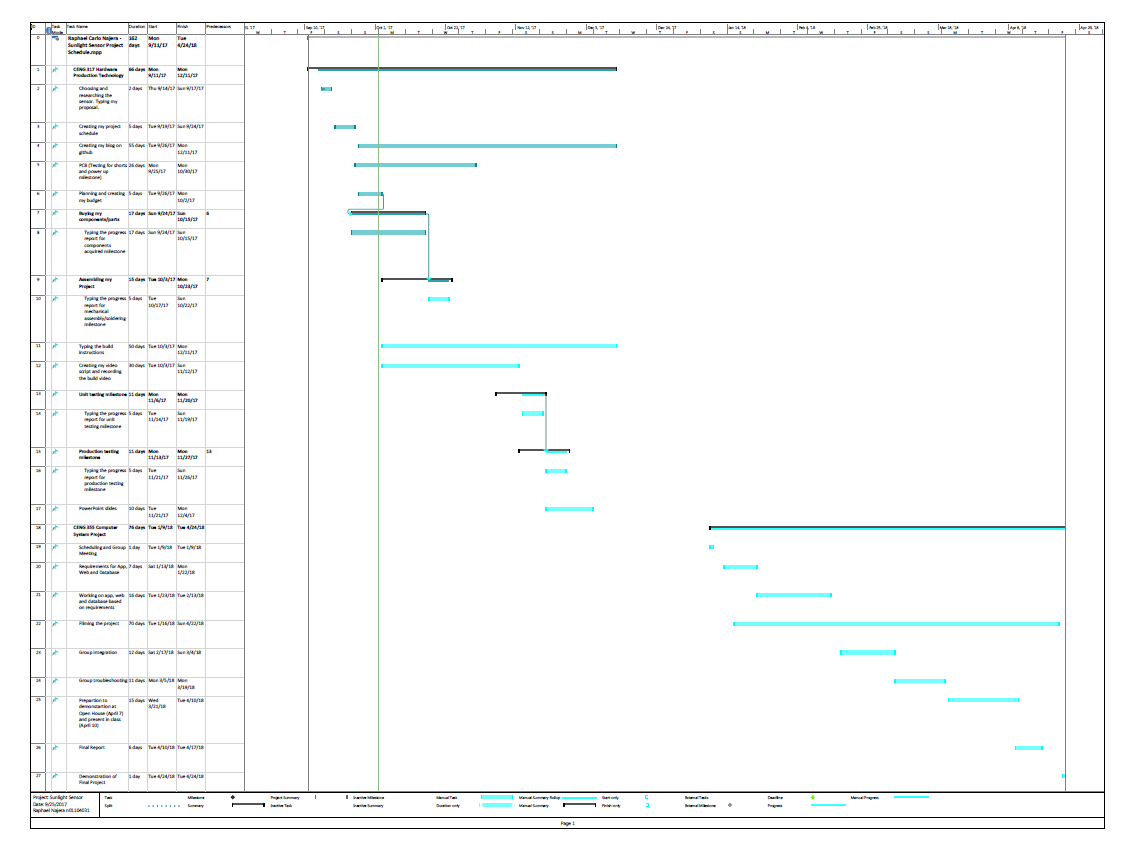 ID Task Mode Task Name Duration Start Finish Predecessors
Sep 10, '17 Oct 1, '17 Oct 22, '17 Nov 12, '17 Dec 3, '17 Dec 24, '17 Jan 14, '18 Feb 4, '18 Feb 25, '18 Mar 18, '18 Apr 8, '18 Apr 29, '18
0 Raphael Carlo Najera - 162 Mon Tue
Sunlight Sensor Project days 9/11/17 4/24/18
Schedule.mpp
1 CENG 317 Hardware 66 days Mon Mon
Production Technology 9/11/17 12/11/17
2 Choosing and 2 days Thu 9/14/17 Sun 9/17/17
researching the
sensor. Typing my
proposal.
3 Creating my project 5 days Tue 9/19/17 Sun 9/24/17
schedule
4 Creating my blog on 55 days Tue 9/26/17 Mon
github 12/11/17
5 PCB (Testing for shorts 26 days Mon Mon
and power up 9/25/17 10/30/17
milestone)
6 Planning and creating 5 days Tue 9/26/17 Mon
my budget 10/2/17
7 Buying my 17 days Sun 9/24/17 Sun 6
components/parts 10/15/17
8 Typing the progress 17 days Sun 9/24/17 Sun
report for 10/15/17
components
acquired milestone
9 Assembling my 15 days Tue 10/3/17 Mon 7
Project 10/23/17
10 Typing the progress 5 days Tue Sun
report for 10/17/17 10/22/17
mechanical
assembly/soldering
milestone
11 Typing the build 50 days Tue 10/3/17 Mon
instructions 12/11/17
12 Creating my video 30 days Tue 10/3/17 Sun
script and recording 11/12/17
the build video
13 Unit testing milestone 11 days Mon Mon
11/6/17 11/20/17
14 Typing the progress 5 days Tue Sun
report for unit 11/14/17 11/19/17
testing milestone
15 Production testing 11 days Mon Mon 13
milestone 11/13/17 11/27/17
16 Typing the progress 5 days Tue Sun
report for 11/21/17 11/26/17
production testing
milestone
17 PowerPoint slides 10 days Tue Mon
11/21/17 12/4/17
18 CENG 355 Computer 76 days Tue 1/9/18 Tue 4/24/18
System Project
19 Scheduling and Group 1 day Tue 1/9/18 Tue 1/9/18
Meeting
20 Requirements for App, 7 days Sat 1/13/18 Mon
Web and Database 1/22/18
21 Working on app, web 16 days Tue 1/23/18 Tue 2/13/18
and database based
on requirements
22 Filming the project 70 days Tue 1/16/18 Sun 4/22/18
23 Group Integration 12 days Sat 2/17/18 Sun 3/4/18
24 Group troubleshooting 11 days Mon 3/5/18 Mon
3/19/18
25 Prepartion to 15 days Wed Tue 4/10/18
demonstartion at 3/21/18
Open House (April 7)
and present in class
(April 10)
26 Final Report 6 days Tue 4/10/18 Tue 4/17/18
27 Demonstration of 1 day Tue 4/24/18 Tue 4/24/18
Final Project
Project: Sunlight Sensor
Date: 9/25/2017
Raphael Najera n01104031
Task Milestone Project Summary Inactive Milestone Manual Task Manual Summary Rollup Start-only External Tasks Deadline Manual Progress
Split Summary Inactive Task Inactive Summary Duration-only Manual Summary Finish-only External Milestone Progress
Page 1